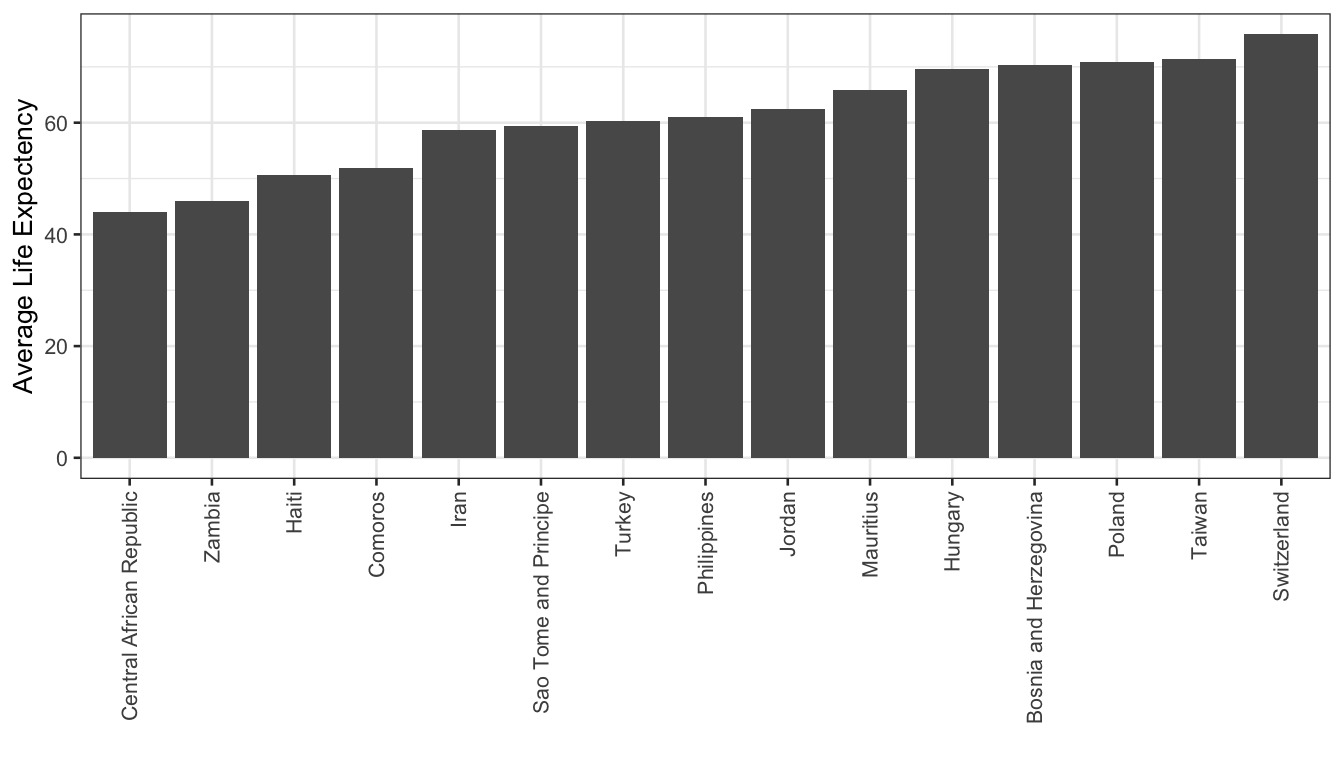 Average Life Expectency
60
40
20
0
Central African Republic
Zambia
Haiti
Comoros
Iran
Sao Tome and Principe
Turkey
Philippines
Jordan
Mauritius
Hungary
Bosnia and Herzegovina
Poland
Taiwan
Switzerland